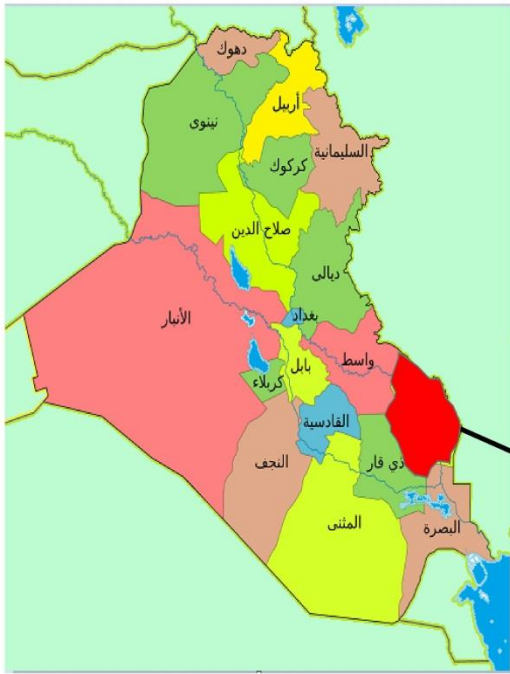 دهوك
أربيل
نينوى
السليمانية
كركوك
صلاح الدين
ديالى
بغداد
الأنبار
واسط
بابل
كربلاء
القادسية
النجف
ذي قار
المثنى
البصرة